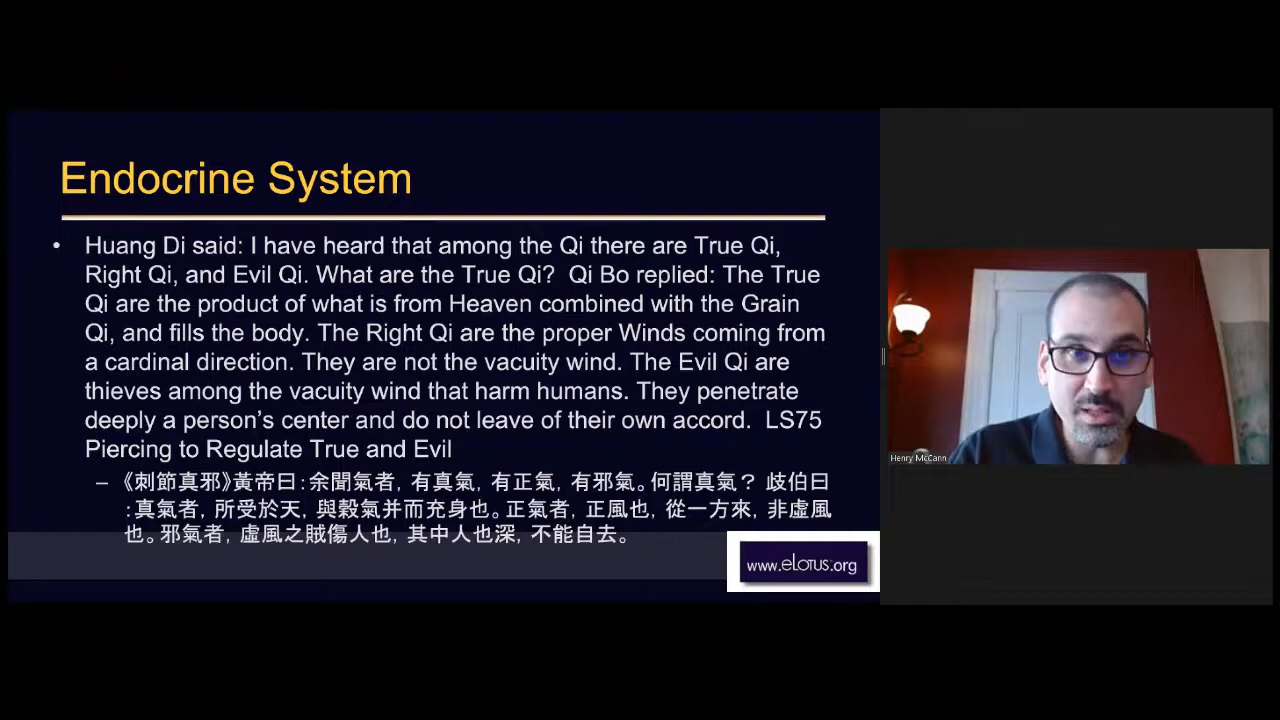 Endocrine System
• Huang Di said: I have heard that among the Qi there are True Qi,
Right Qi, and Evil Qi. What are the True Qi?  Qi Bo replied: The True
Qi are the product of what is from Heaven combined with the Grain
Qi, and fills the body. The Right Qi are the proper Winds coming from
a cardinal direction. They are not the vacuity wind. The Evil Qi are
thieves among the vacuity wind that harm humans. They penetrate
deeply a person’s center and do not leave of their own accord.  LS75
Piercing to Regulate True and Evil
– 《刺節真邪》黃帝曰：余聞氣者，有真氣，有正氣，有邪氣。何謂真氣？ 歧伯曰
：真氣者，所受於天，與穀氣并而充身也。正氣者，正風也，從一方來，非虛風
也。邪氣者，虛風之賊傷人也，其中人也深，不能自去。
www.eLotus.org
Henry McCann